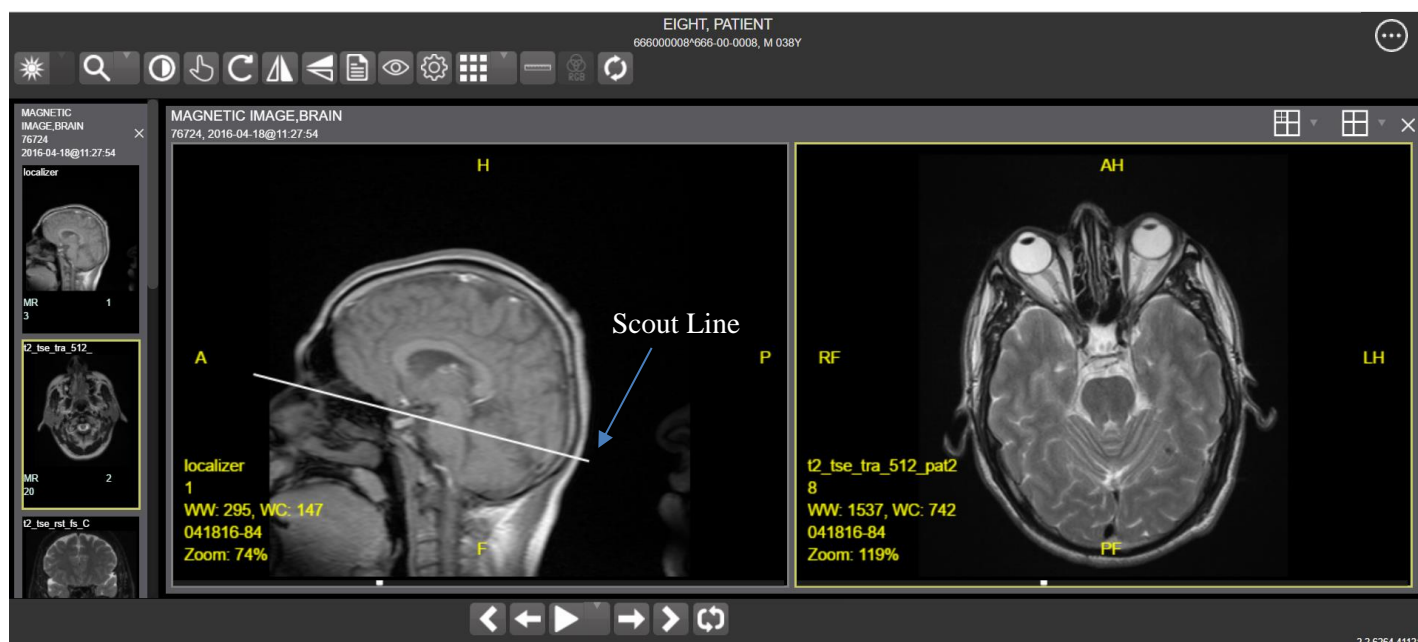 EIGHT, PATIENT
666000008^666-00-0008, M 038Y
RGB
MAGNETIC
IMAGE,BRAIN
76724
2016-04-18@11:27:54
localizer
MR 1
3
t2_tse_tra_512_
MR 2
20
t2_tse_rst_fs_C
MAGNETIC IMAGE,BRAIN
76724, 2016-04-18@11:27:54
H
A
P
Scout Line
localizer
1
WW: 295, WC: 147
041816-84
Zoom: 74%
F
AH
RF
LH
t2_tse_tra_512_pat2
8
WW: 1537, WC: 742
041816-84
Zoom: 119%
PF